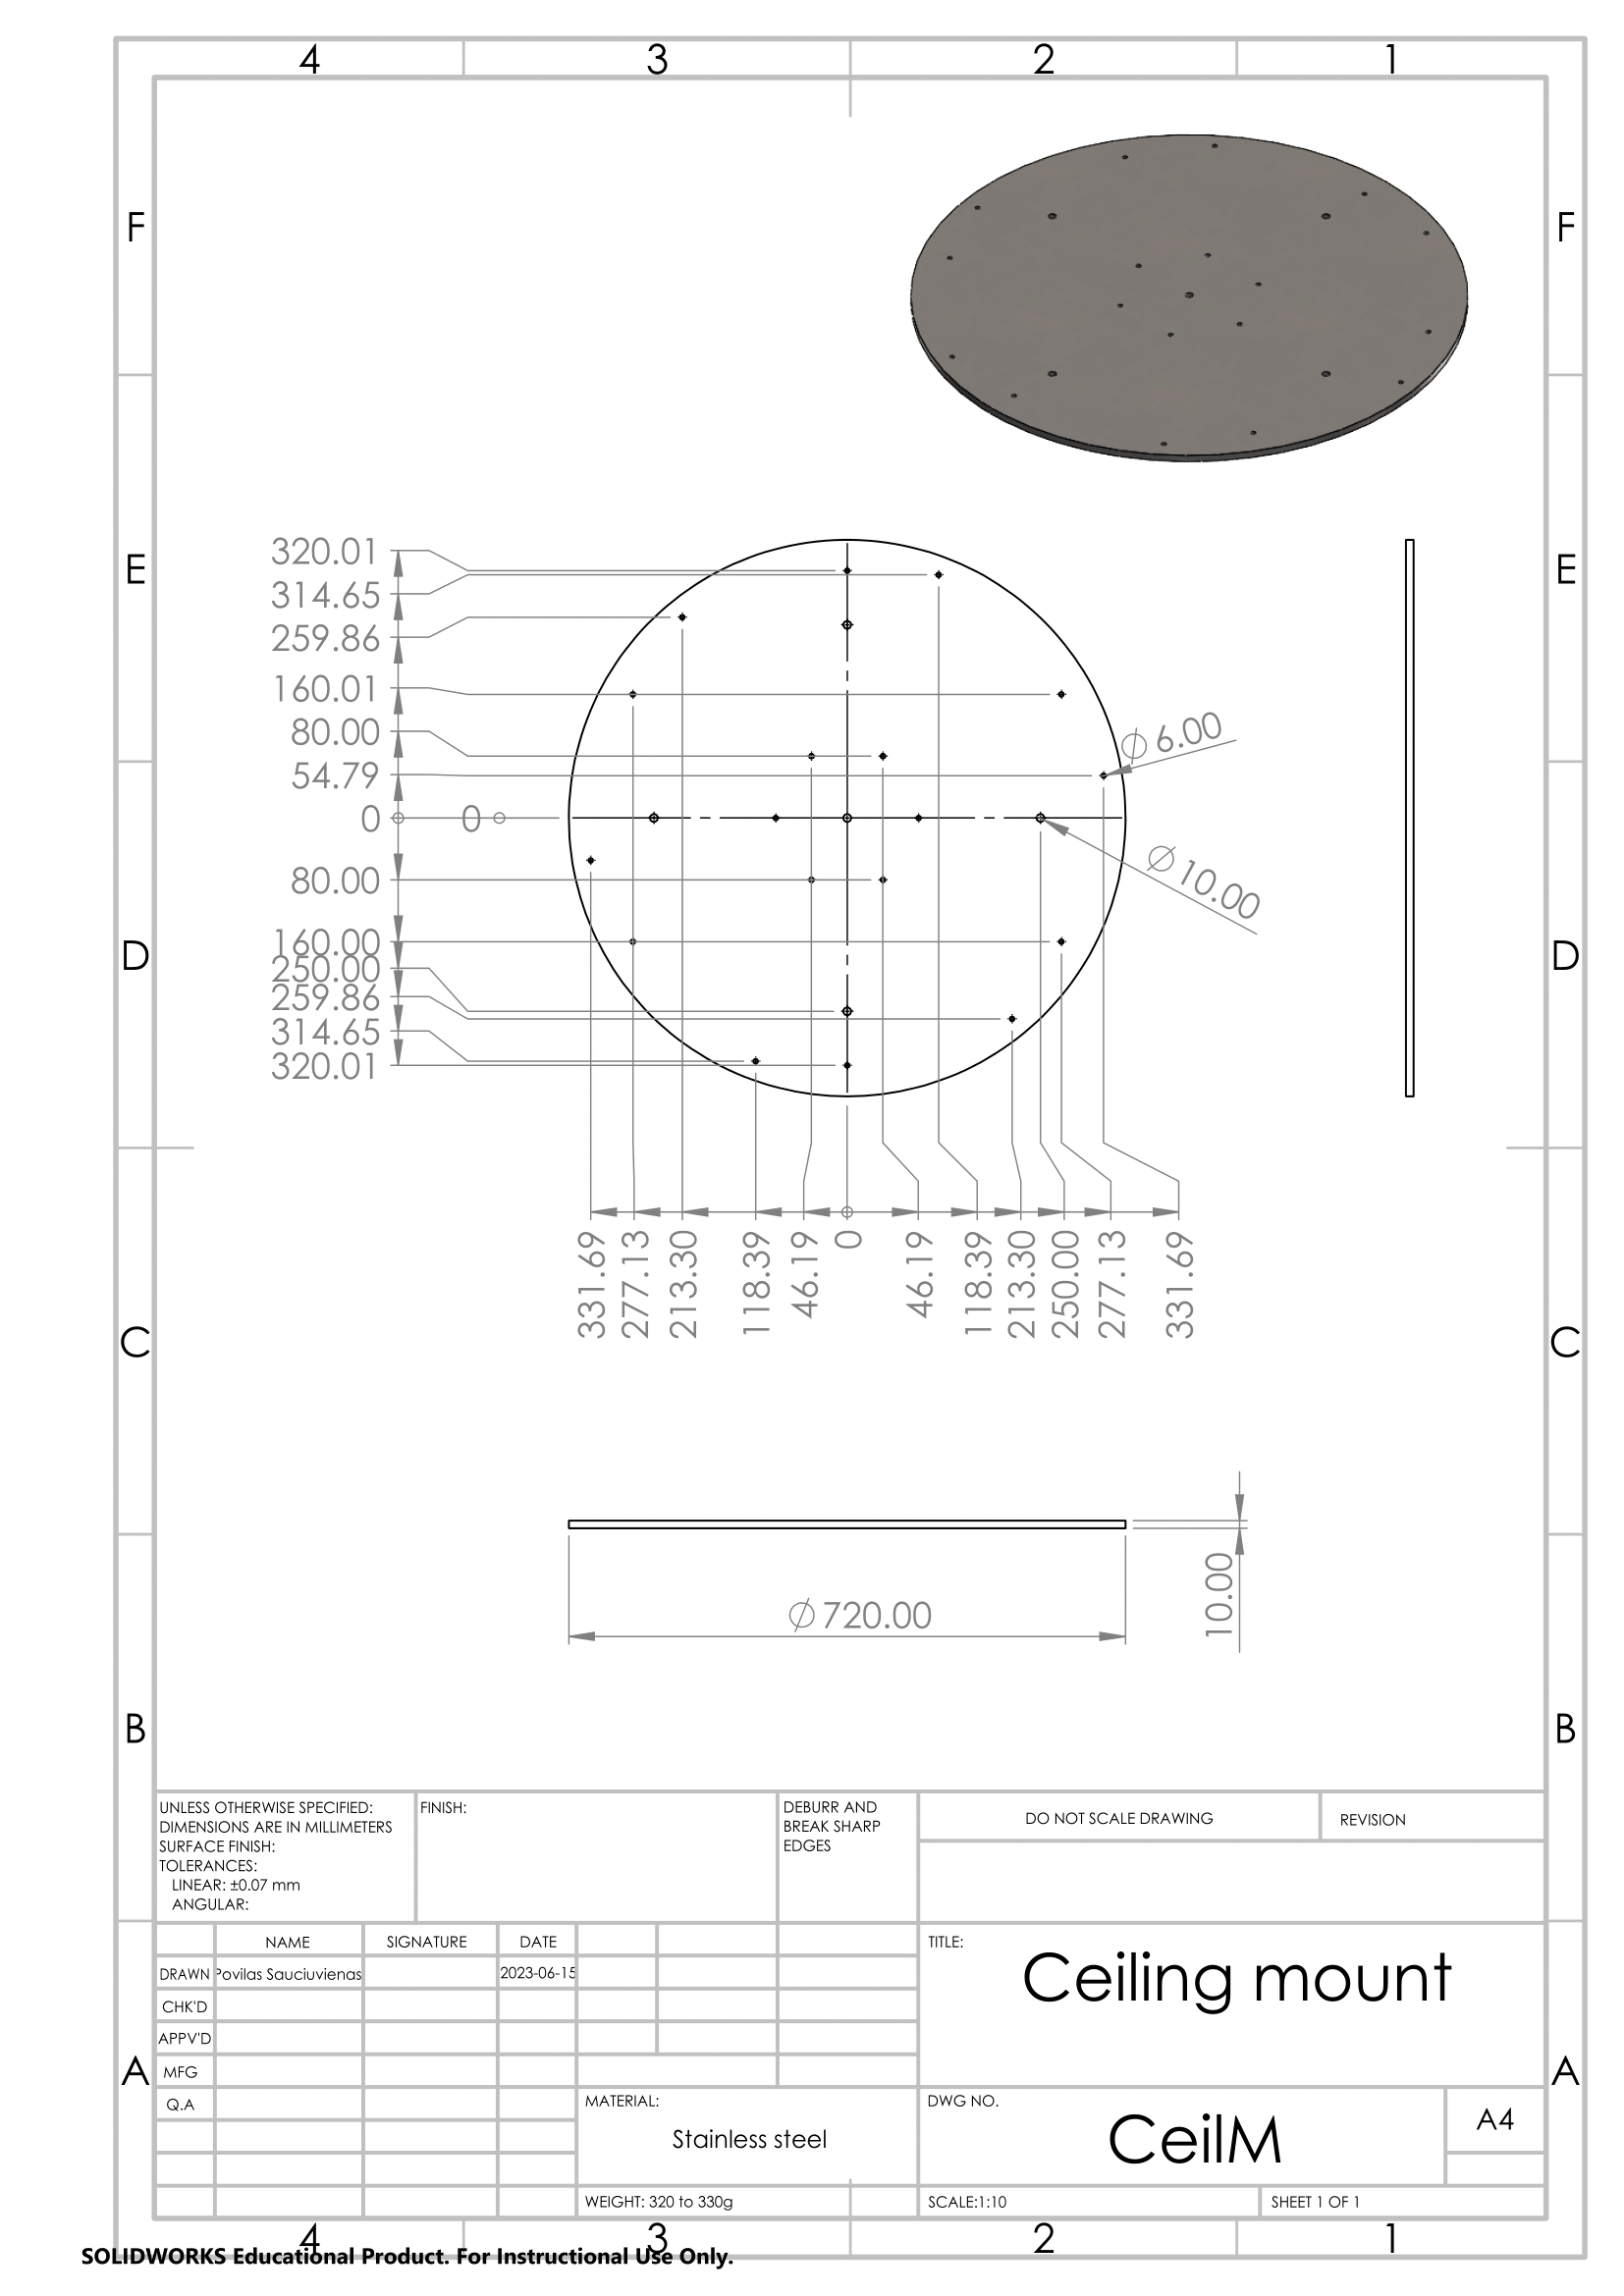 4 3 2 1
F F
E E
D D
C C
B B
A A
320.01
314.65
259.86
160.01
80.00
54.79
0 0
80.00
160.00
250.00
259.86
314.65
320.01
∅ 6.00
∅ 10.00
331.69
277.13
213.30
118.39
46.19
0
46.19
118.39
213.30
250.00
277.13
331.69
∅ 720.00
10.00
UNLESS OTHERWISE SPECIFIED:
DIMENSIONS ARE IN MILLIMETERS
SURFACE FINISH:
TOLERANCES:
LINEAR: ±0.07 mm
ANGULAR:
FINISH:
DEBURR AND
BREAK SHARP
EDGES
DO NOT SCALE DRAWING
REVISION
NAME SIGNATURE DATE
DRAWN Povilas Sauciuvienas 2023-06-15
CHK'D
APPV'D
MFG
Q.A
TITLE:
Ceiling mount
MATERIAL:
Stainless steel
DWG NO.
CeilM
A4
WEIGHT: 320 to 330g
SCALE:1:10
SHEET 1 OF 1
4 3 2 1
SOLIDWORKS Educational Product. For Instructional Use Only.